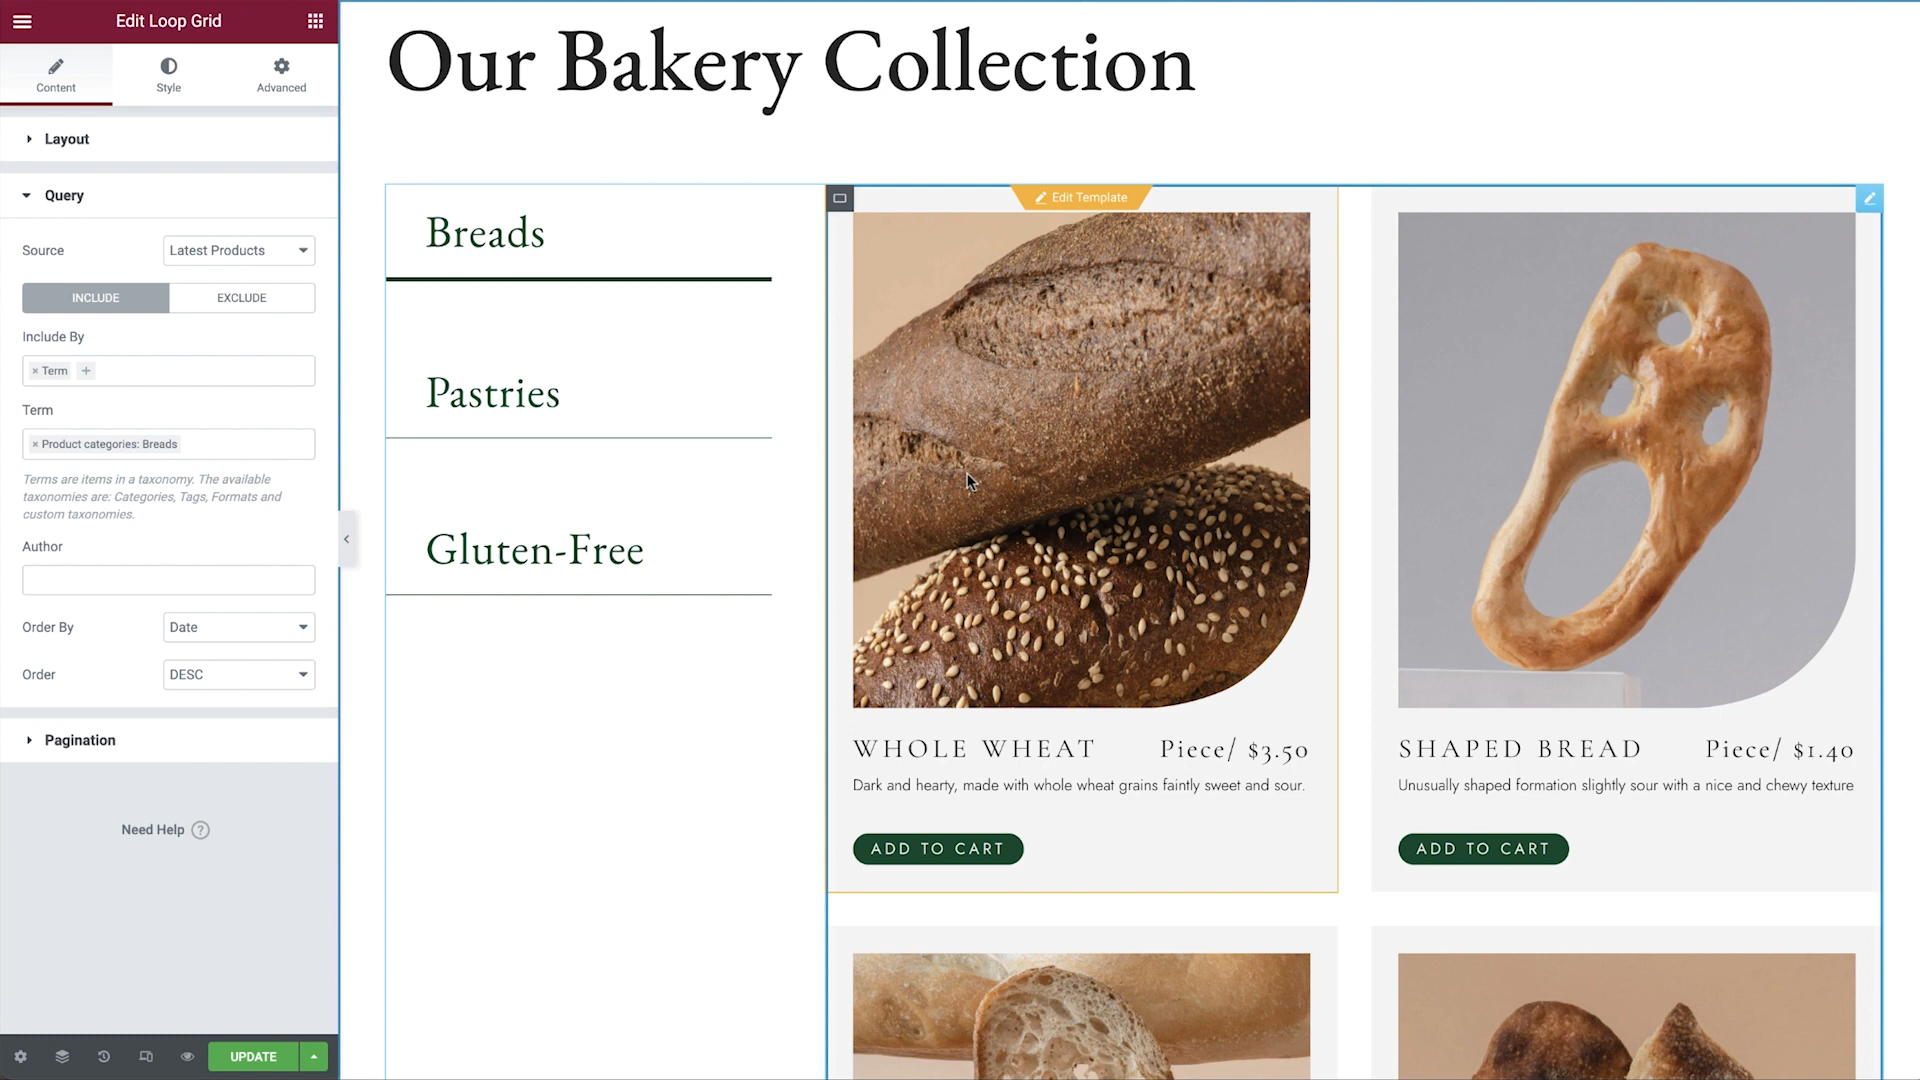 Edit Loop Grid
Content
Style
Advanced
Layout
Query
Source
Latest Products
INCLUDE
EXCLUDE
Include By
× Term +
Term
× Product categories: Breads
Terms are items in a taxonomy. The available
taxonomies are: Categories, Tags, Formats and
custom taxonomies.
Author
Order By
Date
Order
DESC
Pagination
Need Help ?
UPDATE
Our Bakery Collection
Breads
Pastries
Gluten-Free
Edit Template
WHOLE WHEAT
Piece/ $3.50
Dark and hearty, made with whole wheat grains faintly sweet and sour.
ADD TO CART
SHAPED BREAD
Piece/ $1.40
Unusually shaped formation slightly sour with a nice and chewy texture
ADD TO CART